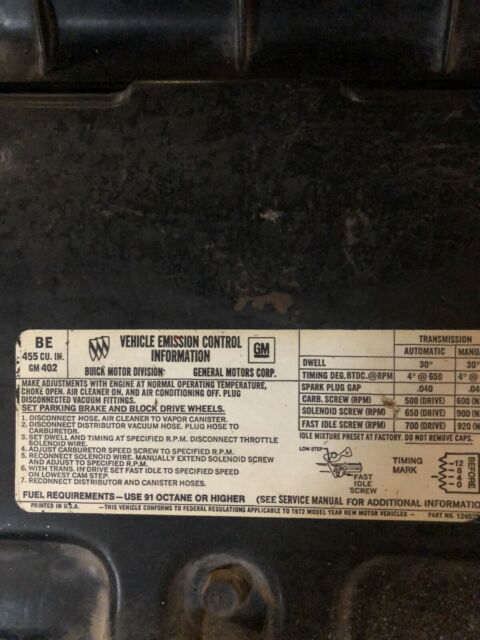 BE
455 CU. IN.
GM 402
VEHICLE EMISSION CONTROL
INFORMATION
BUICK MOTOR DIVISION GENERAL MOTORS CORP.
GM
MAKE ADJUSTMENTS WITH ENGINE AT NORMAL OPERATING TEMPERATURE,
CHOKE OPEN, AIR CLEANER ON, AND AIR CONDITIONING OFF. PLUG
DISCONNECTED VACUUM FITTINGS.
SET PARKING BRAKE AND BLOCK DRIVE WHEELS.
1. DISCONNECT HOSE, AIR CLEANER TO VAPOR CANISTER.
2. DISCONNECT DISTRIBUTOR VACUUM HOSE. PLUG HOSE TO
CARBURETOR.
3. SET DWELL AND TIMING AT SPECIFIED R.P.M. DISCONNECT THROTTLE
SOLENOID WIRE.
4. ADJUST CARBURETOR SPEED SCREW TO SPECIFIED R.P.M.
5. RECONNECT SOLENOID WIRE. MANUALLY EXTEND SOLENOID SCREW
AND ADJUST TO SPECIFIED R.P.M.
6. WITH TRANS. IN DRIVE SET FAST IDLE TO SPECIFIED SPEED
ON LOWEST CAM STEP.
7. RECONNECT DISTRIBUTOR AND CANISTER HOSES.
TRANSMISSION
AUTOMATIC MANU
DWELL 30° 30°
TIMING DEG.BTDC.@RPM 4° @ 650 4° @
SPARK PLUG GAP .040 .04
CARB. SCREW (RPM) 500 (DRIVE) 600 (N
SOLENOID SCREW (RPM) 650 (DRIVE) 900 (N
FAST IDLE SCREW (RPM) 700 (DRIVE) 920 (N
IDLE MIXTURE PRESET AT FACTORY. DO NOT REMOVE CAPS.
LOW STEP
FAST
IDLE
SCREW
TIMING
MARK
12
8
4
0
BEFORE
FUEL REQUIREMENTS—USE 91 OCTANE OR HIGHER (SEE SERVICE MANUAL FOR ADDITIONAL INFORMATIO
PRINTED IN U.S.A. —THIS VEHICLE CONFORMS TO FEDERAL REGULATIONS APPLICABLE TO 1972 MODEL YEAR NEW MOTOR VEHICLES— PART NO.